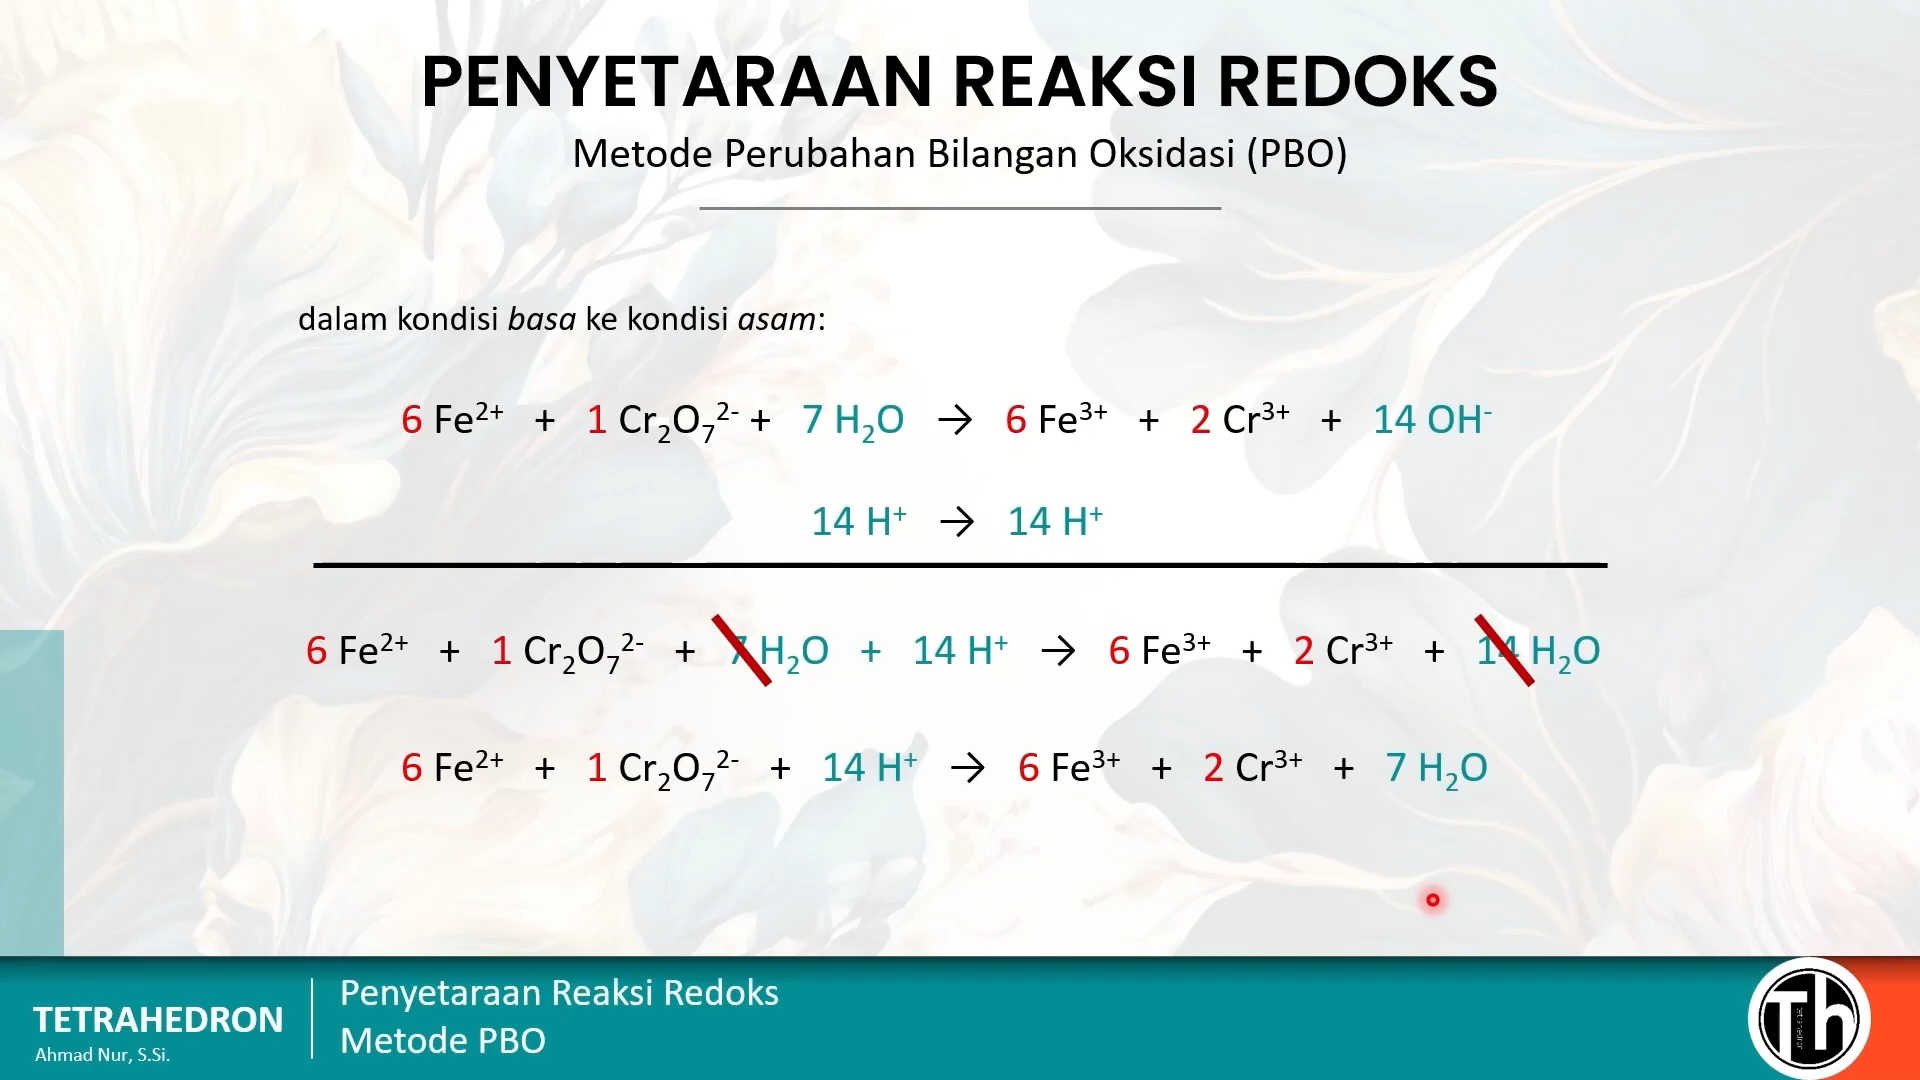 PENYETARAAN REAKSI REDOKS
Metode Perubahan Bilangan Oksidasi (PBO)
dalam kondisi basa ke kondisi asam:
6 Fe²⁺ + 1 Cr₂O₇²⁻ + 7 H₂O → 6 Fe³⁺ + 2 Cr³⁺ + 14 OH⁻
14 H⁺ → 14 H⁺
6 Fe²⁺ + 1 Cr₂O₇²⁻ + 7 H₂O + 14 H⁺ → 6 Fe³⁺ + 2 Cr³⁺ + 14 H₂O
6 Fe²⁺ + 1 Cr₂O₇²⁻ + 14 H⁺ → 6 Fe³⁺ + 2 Cr³⁺ + 7 H₂O
TETRAHEDRON
Ahmad Nur, S.Si.
Penyetaraan Reaksi Redoks
Metode PBO
Th